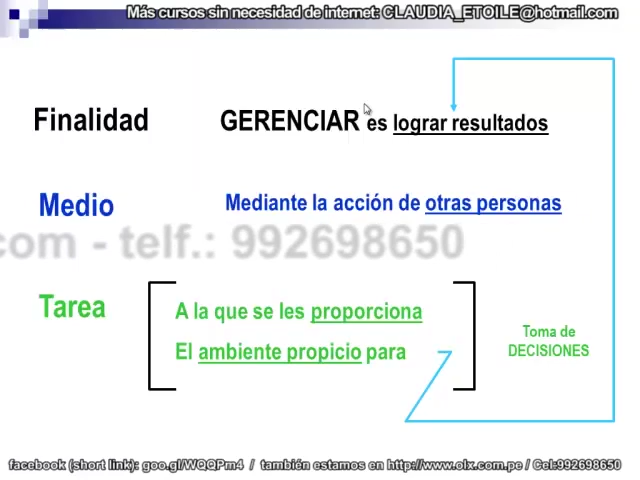 Más cursos sin necesidad de internet: CLAUDIA_ETOILE@hotmail.com
Finalidad GERENCIAR es lograr resultados
Medio Mediante la acción de otras personas
com - telf.: 992698650
Tarea A la que se les proporciona
El ambiente propicio para
Toma de
DECISIONES
facebook (short link): goo.gl/WQQPm4 / también estamos en http://www.olx.com.pe / Cel:992698650